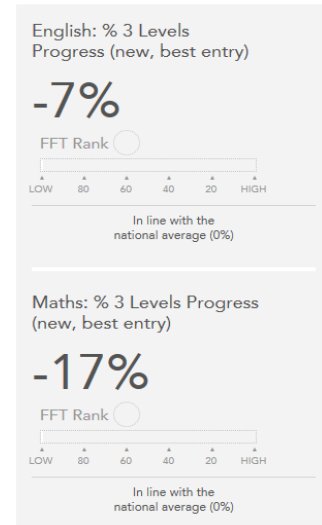 English: % 3 Levels
Progress (new, best entry)
-7%
FFT Rank
LOW 80 60 40 20 HIGH
In line with the
national average (0%)
Maths: % 3 Levels Progress
(new, best entry)
-17%
FFT Rank
LOW 80 60 40 20 HIGH
In line with the
national average (0%)